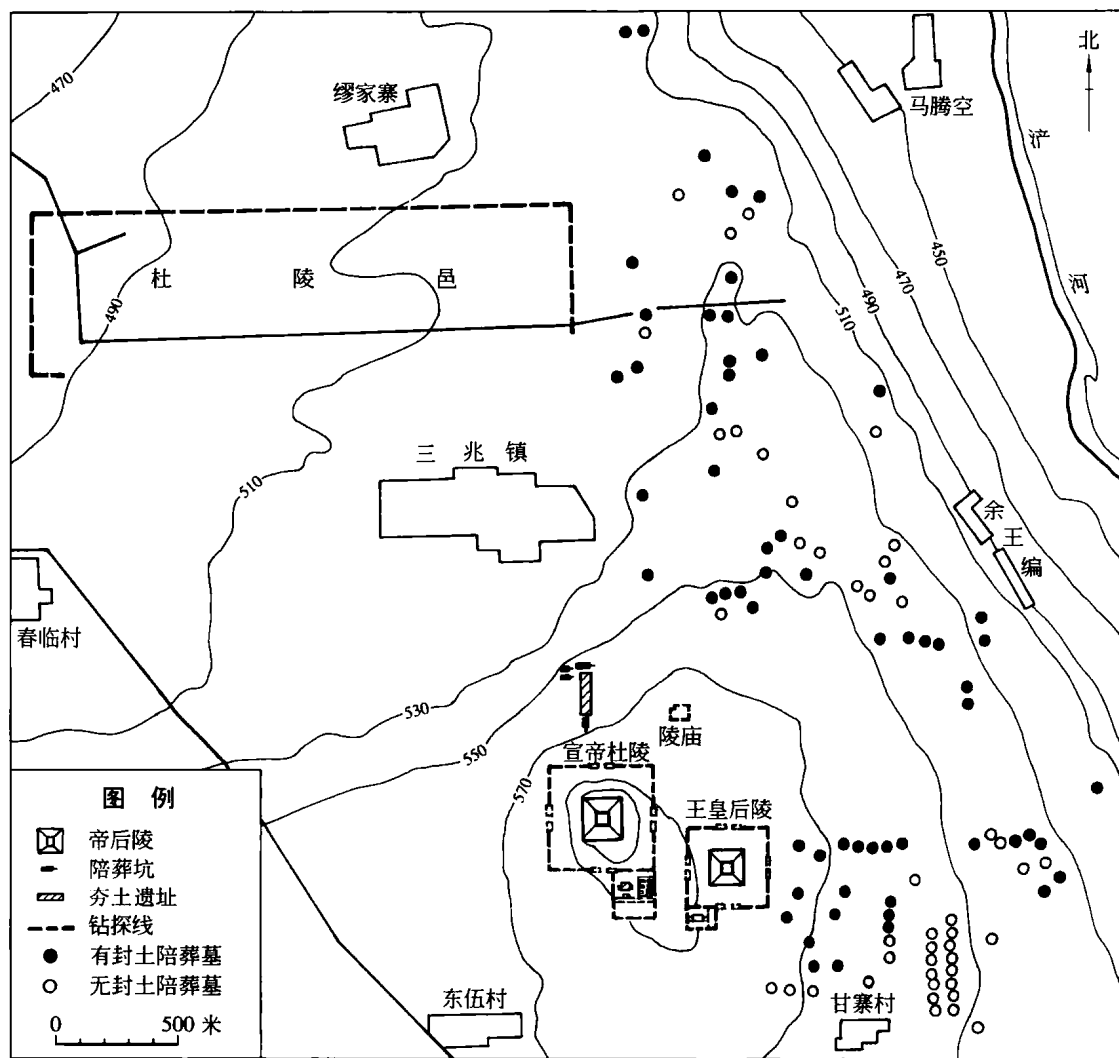 北
470
缪家寨
马腾空
浐
河
杜陵邑
490
450
470
490
510
三兆镇
510
余王编
春临村
530
550
570
陵庙
宣帝杜陵
王皇后陵
东伍村
甘寨村
图例
帝后陵
陪葬坑
夯土遗址
钻探线
有封土陪葬墓
无封土陪葬墓
0 500 米